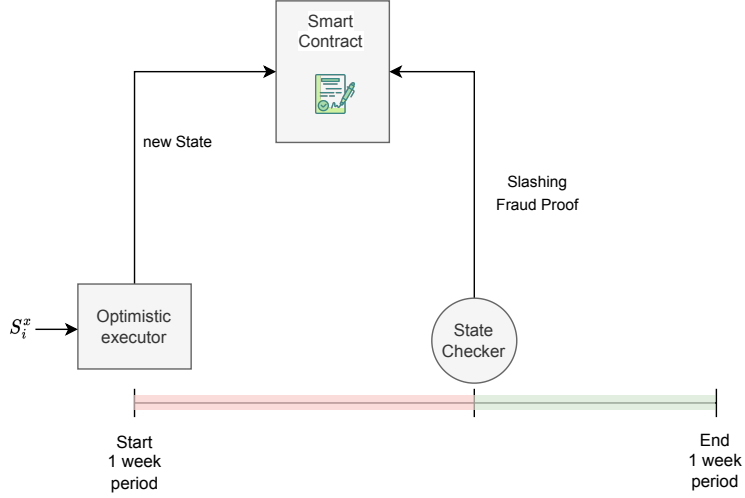 Smart
Contract
new State
Slashing
Fraud Proof
$S_i^x$
Optimistic
executor
State
Checker
Start
1 week
period
End
1 week
period